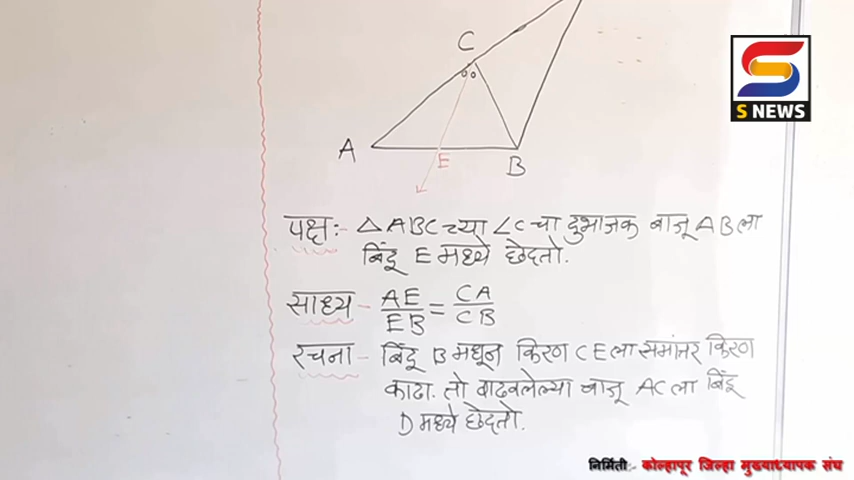 C
S NEWS
A
E
B
पक्ष:- △ABC च्या ∠C चा दुभाजक बाजू AB ला
बिंदू E मध्ये छेदतो.
साध्य - AE/EB = CA/CB
रचना - बिंदू B मधून किरण CE ला समांतर किरण
काढा. तो वाढवलेल्या बाजू AC ला बिंदू
D मध्ये छेदतो.
निर्मिती:- कोल्हापूर जिल्हा मुख्याध्यापक संघ